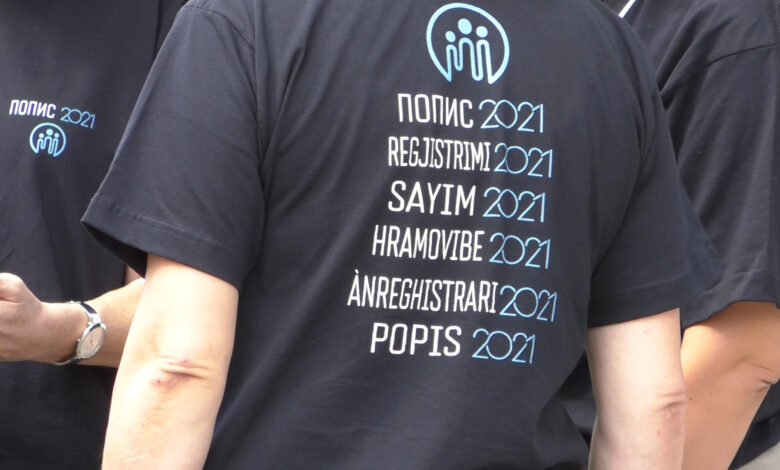 ПОПИС 2021
ПОПИС 2021
REGJISTRIMI 2021
SAYIM 2021
HRAMOVIBE 2021
ÀNREGHISTRARI 2021
POPIS 2021